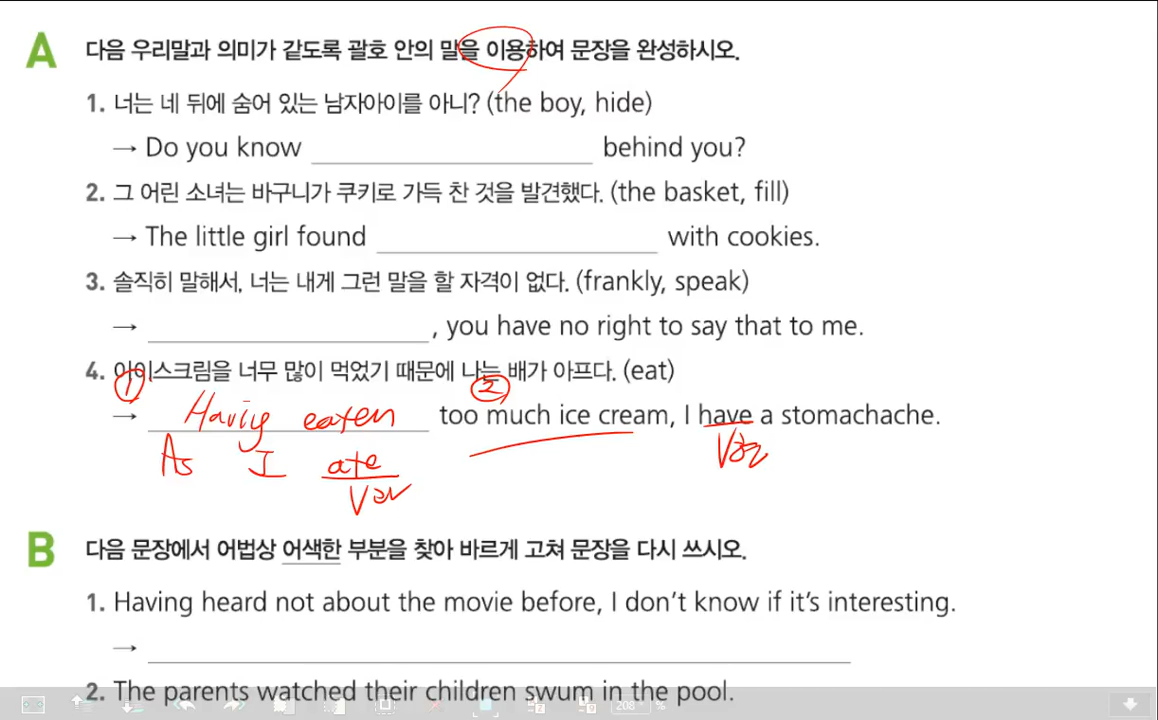 A 다음 우리말과 의미가 같도록 괄호 안의 말을 이용하여 문장을 완성하시오.
1. 너는 네 뒤에 숨어 있는 남자아이를 아니? (the boy, hide)
→ Do you know ____________________ behind you?
2. 그 어린 소녀는 바구니가 쿠키로 가득 찬 것을 발견했다. (the basket, fill)
→ The little girl found ____________________ with cookies.
3. 솔직히 말해서, 너는 내게 그런 말을 할 자격이 없다. (frankly, speak)
→ ____________________, you have no right to say that to me.
4. 아이스크림을 너무 많이 먹었기 때문에 나는 배가 아프다. (eat)
① ②
→ Having eaten too much ice cream, I have a stomachache.
As I ate
B 다음 문장에서 어법상 어색한 부분을 찾아 바르게 고쳐 문장을 다시 쓰시오.
1. Having heard not about the movie before, I don't know if it's interesting.
→ ____________________
2. The parents watched their children swum in the pool.
208 %